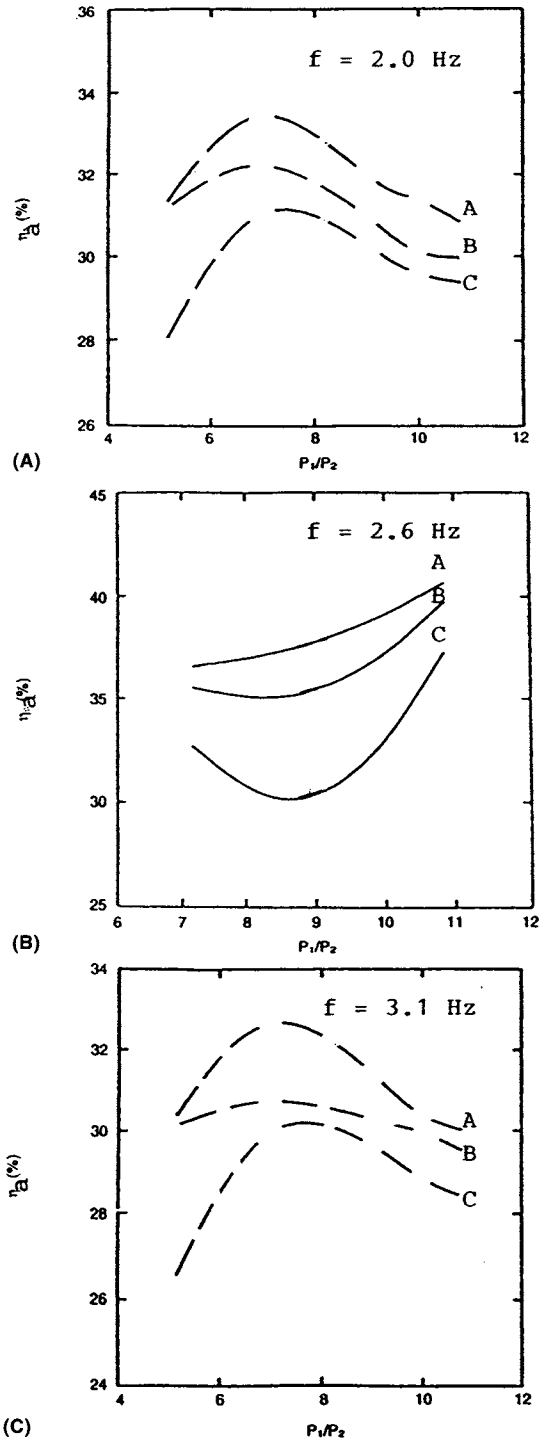 36
f = 2.0 Hz
34
32
30
28
26
ηa(%)
A
B
C
4 6 8 10 12
P₁/P₂
(A)
45
f = 2.6 Hz
40
35
30
25
ηa(%)
A
B
C
6 7 8 9 10 11 12
P₁/P₂
(B)
34
f = 3.1 Hz
32
30
28
26
24
ηa(%)
A
B
C
4 6 8 10 12
P₁/P₂
(C)